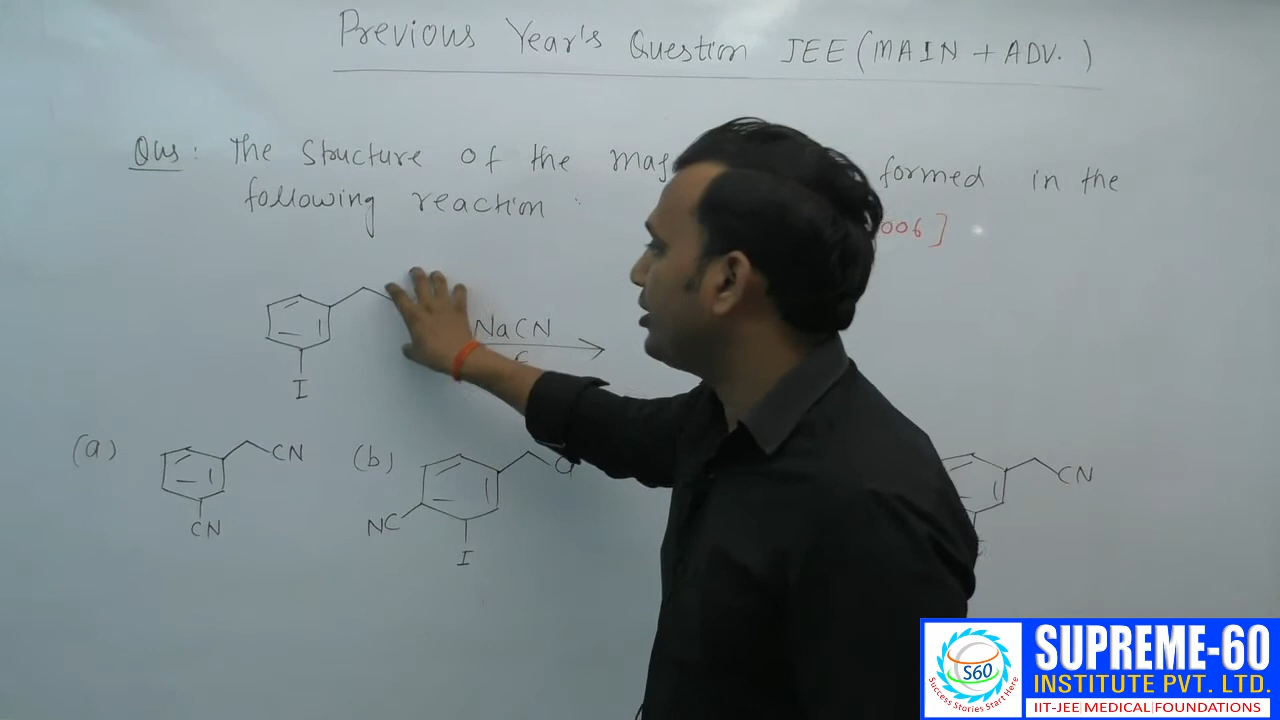 Previous Year's Question JEE (MAIN + ADV.)
Qus: The Structure of the formed in the
following reaction :
006]
NaCN
I
(a) CN
CN
(b) Cl
NC
I
CN
I
S60
Success Stories Start Here
SUPREME-60
INSTITUTE PVT. LTD.
IIT-JEE MEDICAL FOUNDATIONS